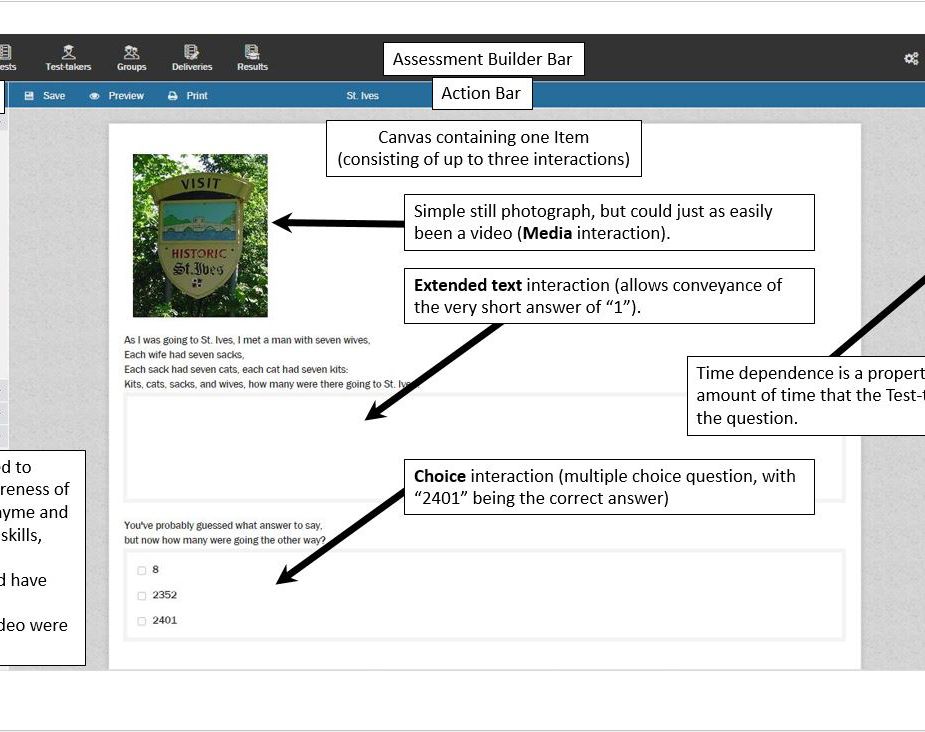 ests
Test-takers
Groups
Deliveries
Results
Assessment Builder Bar
Save
Preview
Print
St. Ives
Action Bar
Canvas containing one Item
(consisting of up to three interactions)
VISIT
HISTORIC
St. Ives
Simple still photograph, but could just as easily
been a video (Media interaction).
Extended text interaction (allows conveyance of
the very short answer of “1”).
As I was going to St. Ives, I met a man with seven wives,
Each wife had seven sacks,
Each sack had seven cats, each cat had seven kits:
Kits, cats, sacks, and wives, how many were there going to St. Ives
Time dependence is a propert
amount of time that the Test-t
the question.
ed to
reness of
hyme and
skills,
d have
deo were
Choice interaction (multiple choice question, with
“2401” being the correct answer)
You've probably guessed what answer to say,
but now how many were going the other way?
8
2352
2401